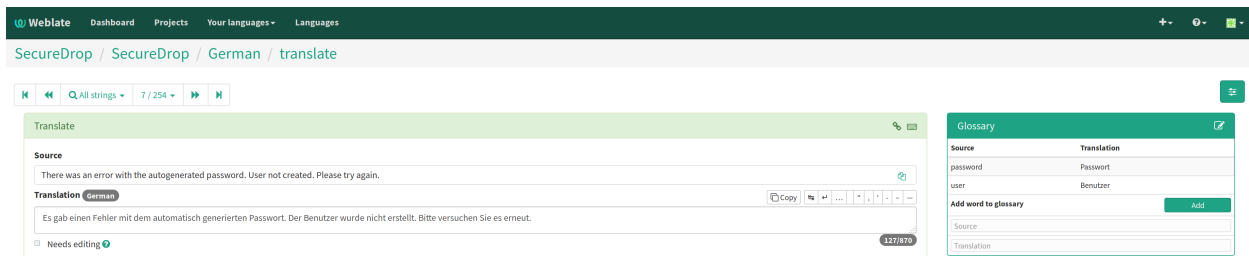 Weblate Dashboard Projects Your languages Languages
SecureDrop / SecureDrop / German / translate
All strings 7 / 254
Translate
Source
There was an error with the autogenerated password. User not created. Please try again.
Translation German
Copy ↹ ↵ … " , ' - – —
Es gab einen Fehler mit dem automatisch generierten Passwort. Der Benutzer wurde nicht erstellt. Bitte versuchen Sie es erneut.
Needs editing
127/870
Glossary
Source Translation
password Passwort
user Benutzer
Add word to glossary Add
Source
Translation